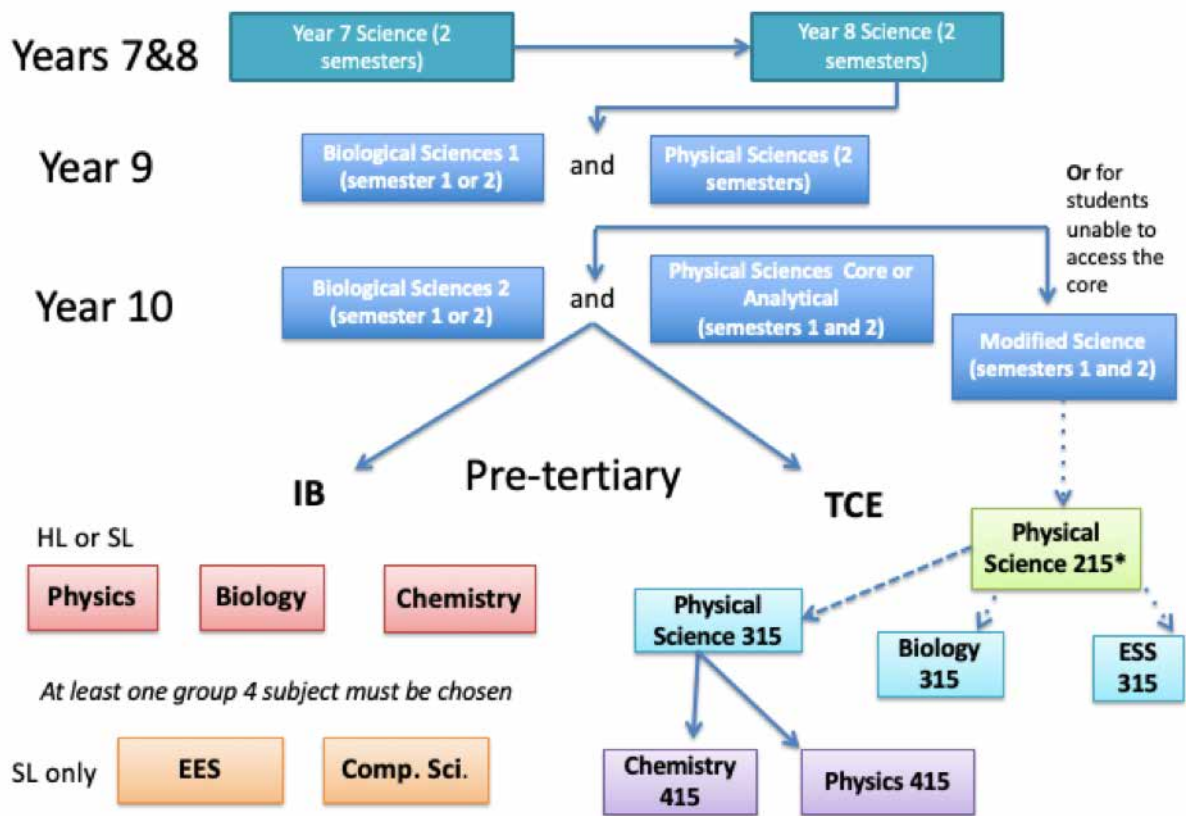 Years 7&8
Year 7 Science (2
semesters)
Year 8 Science (2
semesters)
Year 9
Biological Sciences 1
(semester 1 or 2)
and
Physical Sciences (2
semesters)
Or for
students
unable to
access the
core
Year 10
Biological Sciences 2
(semester 1 or 2)
and
Physical Sciences Core or
Analytical
(semesters 1 and 2)
Modified Science
(semesters 1 and 2)
Pre-tertiary
IB
TCE
HL or SL
Physics
Biology
Chemistry
At least one group 4 subject must be chosen
SL only
EES
Comp. Sci.
Physical
Science 215*
Physical
Science 315
Biology
315
ESS
315
Chemistry
415
Physics 415